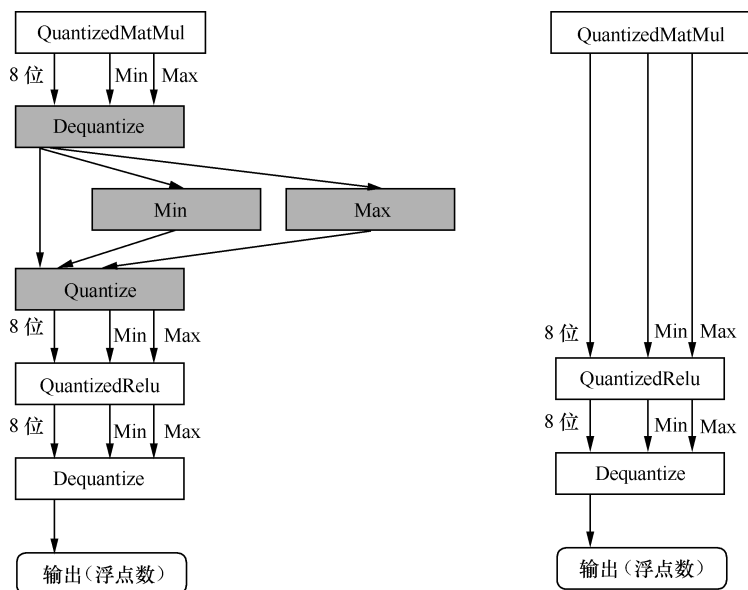 QuantizedMatMul
8 位 Min Max
Dequantize
Min Max
Quantize
8 位 Min Max
QuantizedRelu
8 位 Min Max
Dequantize
输出(浮点数)
QuantizedMatMul
8 位 Min Max
QuantizedRelu
8 位 Min Max
Dequantize
输出(浮点数)